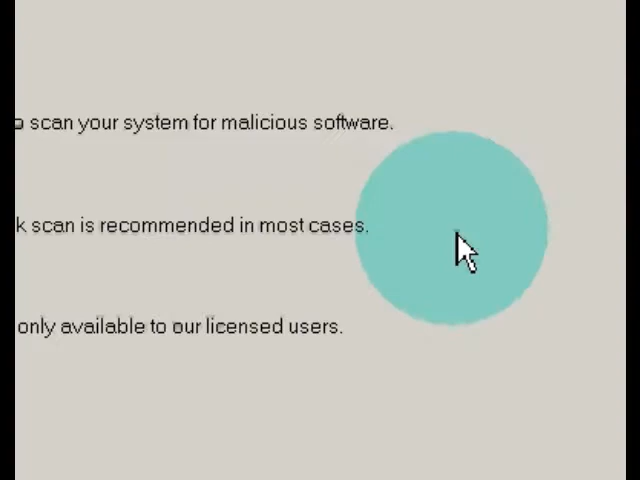 scan your system for malicious software.
scan is recommended in most cases.
only available to our licensed users.